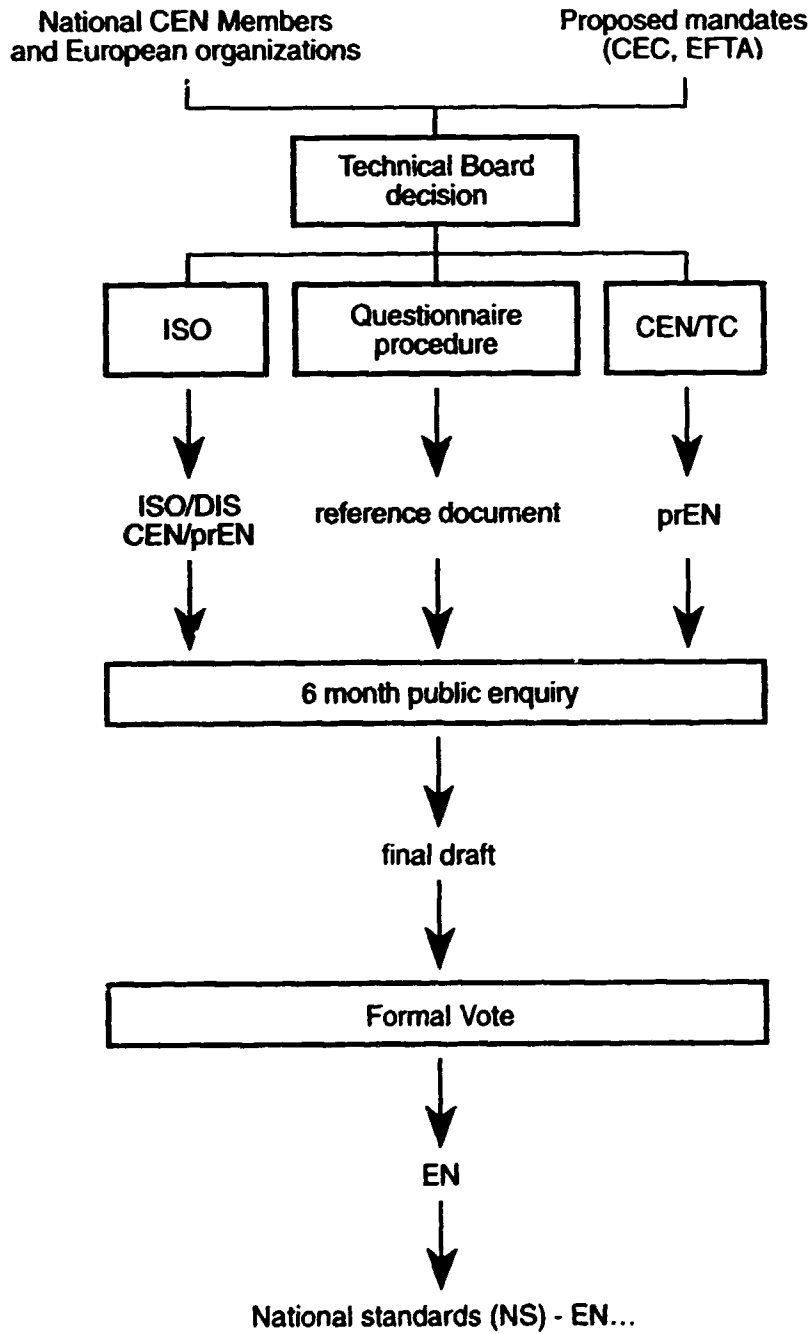 National CEN Members
and European organizations
Proposed mandates
(CEC, EFTA)
Technical Board
decision
ISO
Questionnaire
procedure
CEN/TC
ISO/DIS
CEN/prEN
reference document
prEN
6 month public enquiry
final draft
Formal Vote
EN
National standards (NS) - EN...